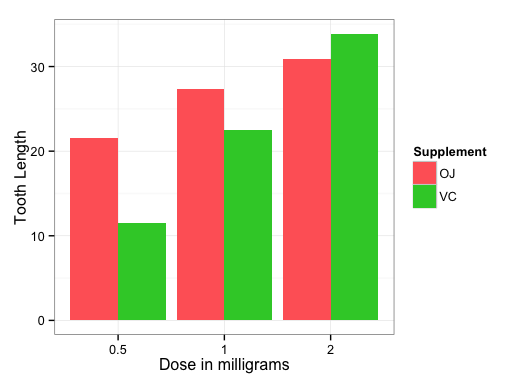 Tooth Length
30
20
10
0
0.5
1
2
Dose in milligrams
Supplement
OJ
VC